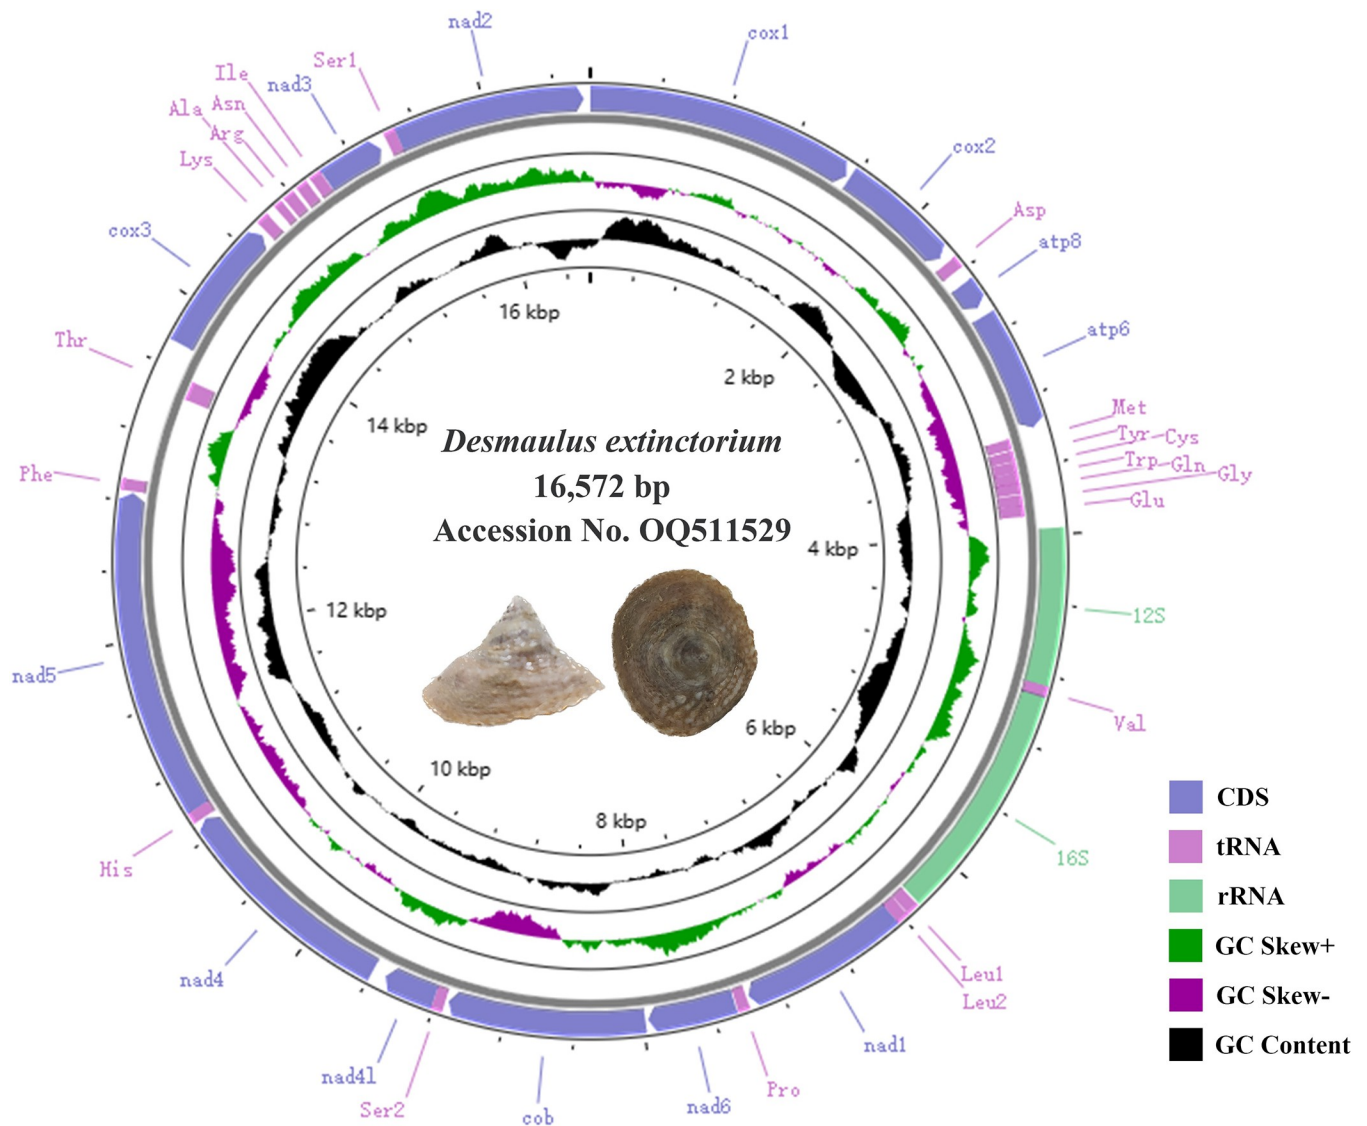 nad2
cox1
cox2
Asp
atp8
atp6
Met
Tyr
Cys
Trp
Gln
Gly
Glu
12S
Val
16S
Leu1
Leu2
nad1
Pro
nad6
cob
Ser2
nad4l
nad4
His
nad5
Phe
Thr
cox3
Lys
Arg
Ala
Asn
Ile
nad3
Ser1
16 kbp
2 kbp
14 kbp
4 kbp
12 kbp
6 kbp
10 kbp
8 kbp
Desmaulus extinctorium
16,572 bp
Accession No. OQ511529
CDS
tRNA
rRNA
GC Skew+
GC Skew-
GC Content